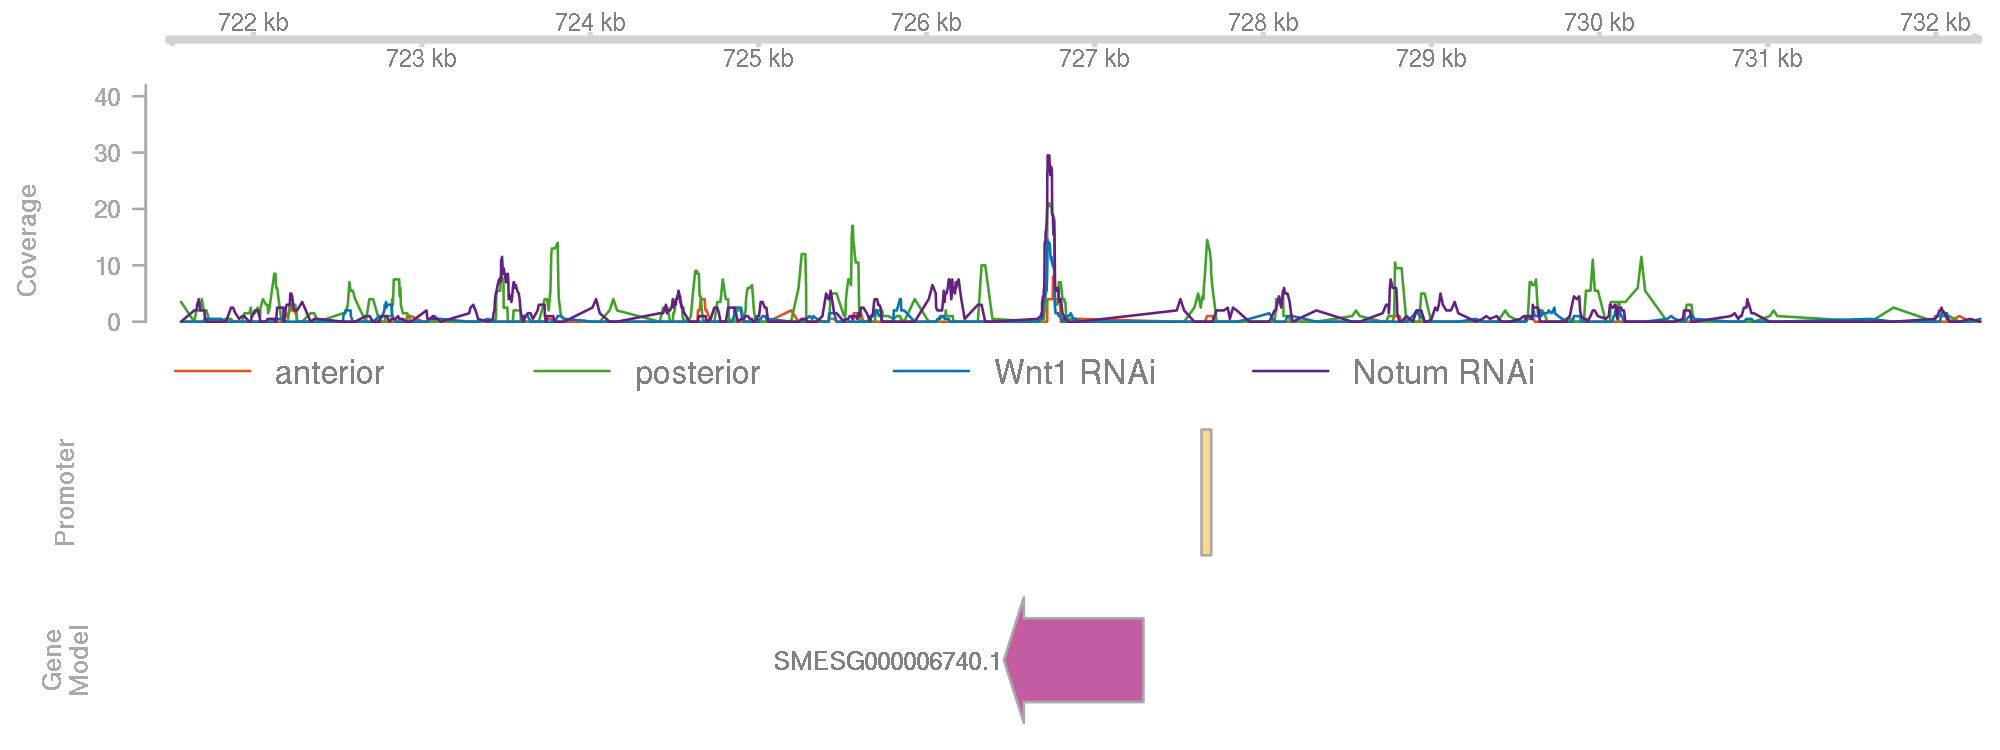 722 kb 724 kb 726 kb 728 kb 730 kb 732 kb
723 kb 725 kb 727 kb 729 kb 731 kb
Coverage
40
30
20
10
0
anterior posterior Wnt1 RNAi Notum RNAi
Promoter
Gene
Model
SMESG000006740.1